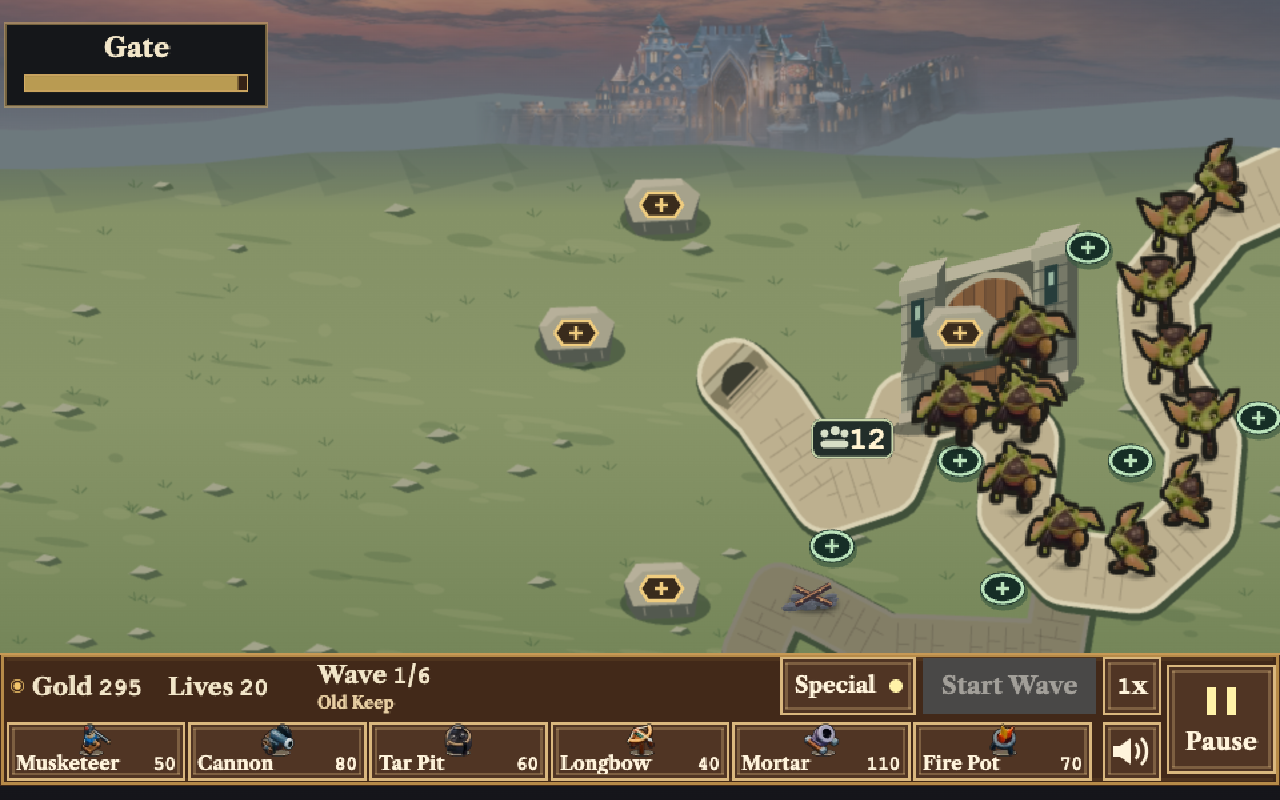 Gate
12
Gold 295
Lives 20
Wave 1/6
Old Keep
Special
Start Wave
1x
Pause
Musketeer 50
Cannon 80
Tar Pit 60
Longbow 40
Mortar 110
Fire Pot 70